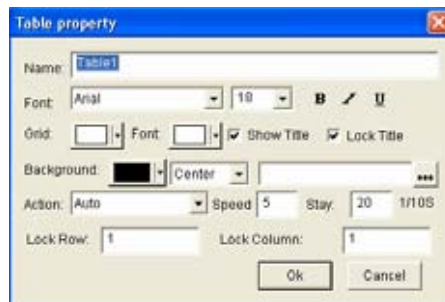 Table property
Name: Table1
Font: Arial 18 B I U
Grid: Font: Show Title Lock Title
Background: Center ...
Action: Auto Speed 5 Stay: 20 1/10S
Lock Row: 1 Lock Column: 1
Ok Cancel